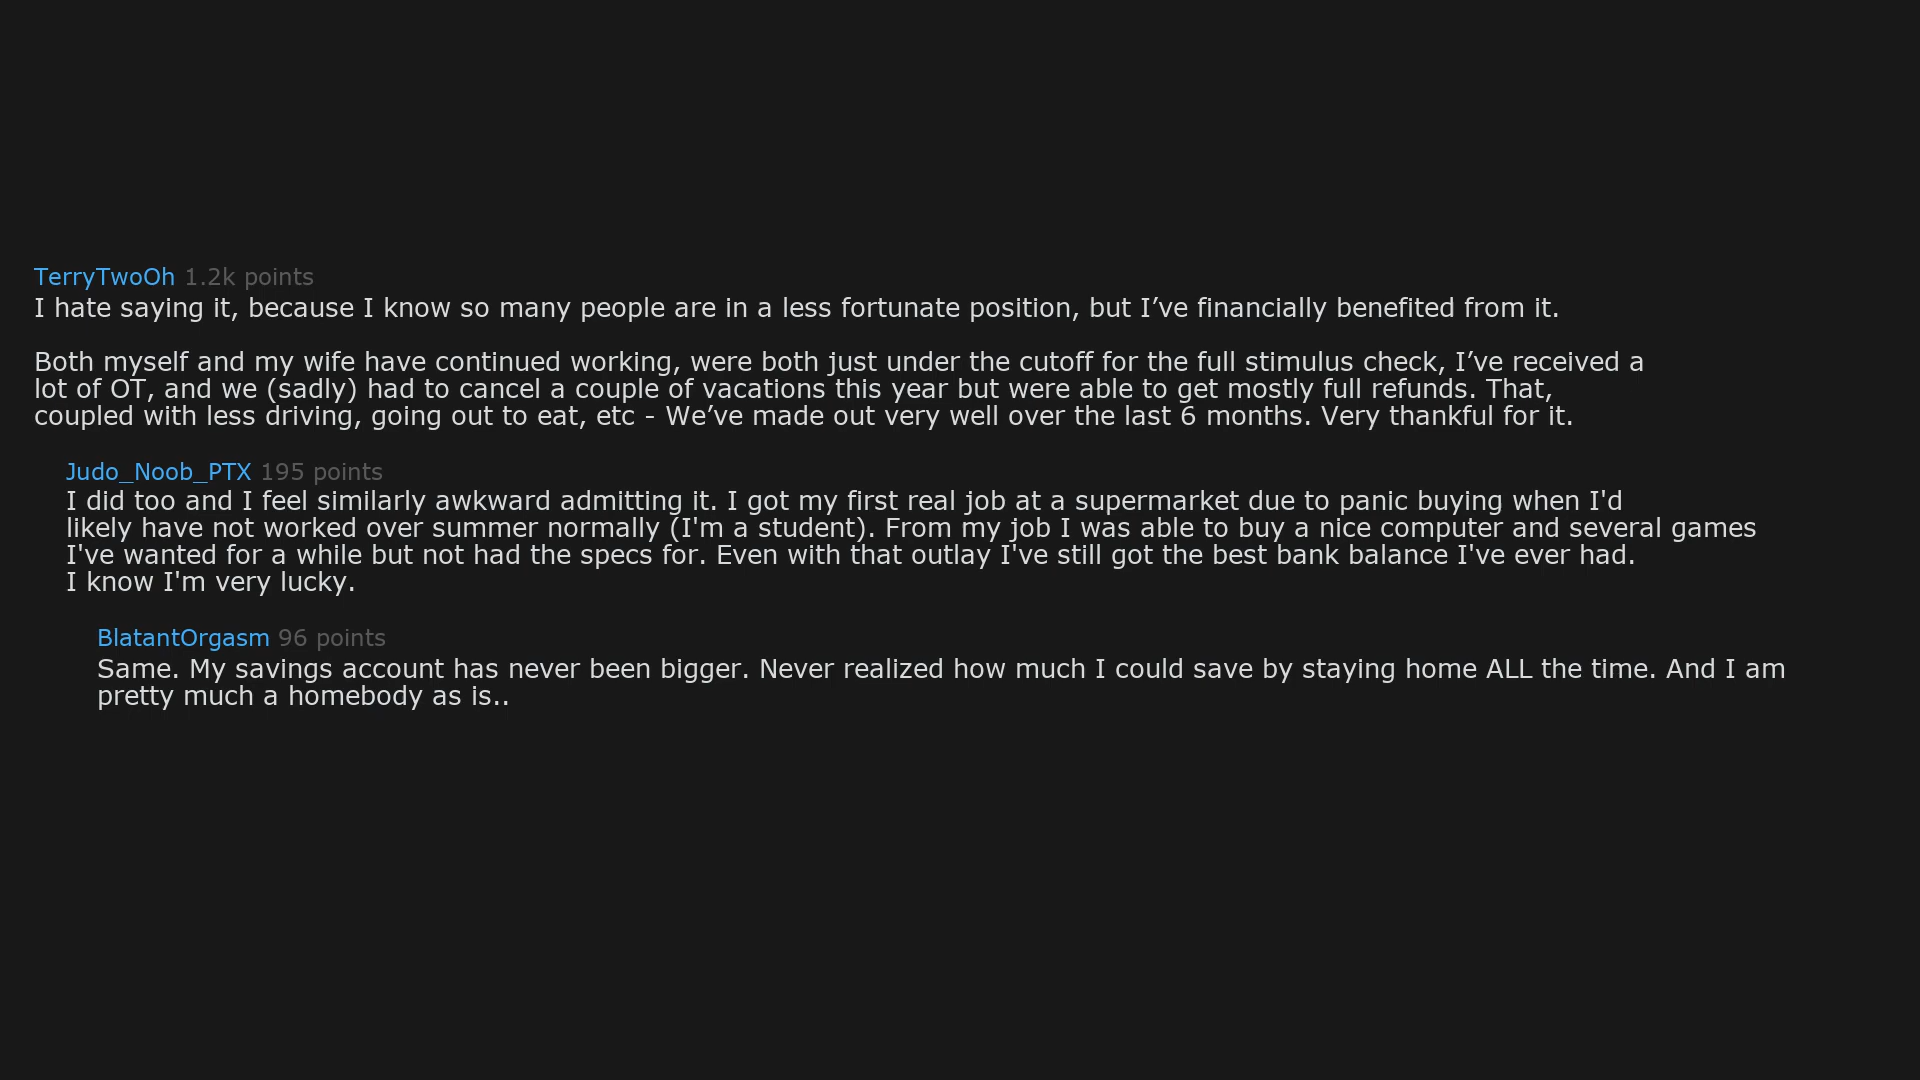 TerryTwoOh 1.2k points
I hate saying it, because I know so many people are in a less fortunate position, but I’ve financially benefited from it.
Both myself and my wife have continued working, were both just under the cutoff for the full stimulus check, I’ve received a
lot of OT, and we (sadly) had to cancel a couple of vacations this year but were able to get mostly full refunds. That,
coupled with less driving, going out to eat, etc - We’ve made out very well over the last 6 months. Very thankful for it.
Judo_Noob_PTX 195 points
I did too and I feel similarly awkward admitting it. I got my first real job at a supermarket due to panic buying when I'd
likely have not worked over summer normally (I'm a student). From my job I was able to buy a nice computer and several games
I've wanted for a while but not had the specs for. Even with that outlay I've still got the best bank balance I've ever had.
I know I'm very lucky.
BlatantOrgasm 96 points
Same. My savings account has never been bigger. Never realized how much I could save by staying home ALL the time. And I am
pretty much a homebody as is..